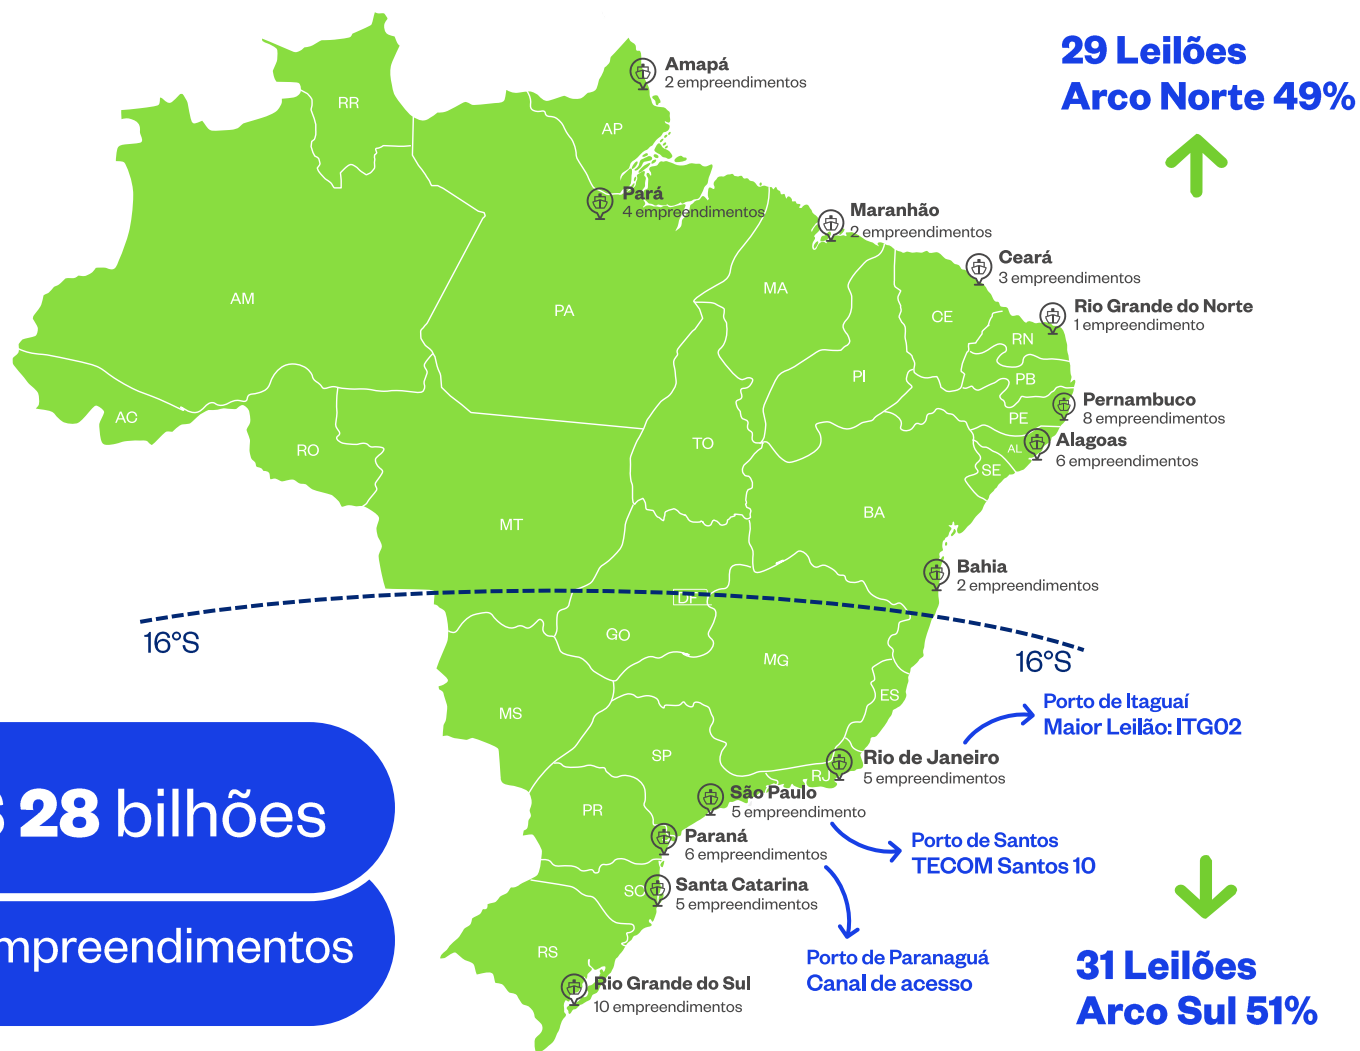 29 Leilões
Arco Norte 49%
Amapá
2 empreendimentos
RR
AP
Pará
4 empreendimentos
Maranhão
2 empreendimentos
Ceará
3 empreendimentos
Rio Grande do Norte
1 empreendimento
AM
PA
MA
CE
RN
PI
PB
Pernambuco
8 empreendimentos
AC
PE
Alagoas
6 empreendimentos
RO
TO
AL
SE
MT
BA
Bahia
2 empreendimentos
DF
16°S
GO
MG
16°S
MS
ES
Porto de Itaguaí
Maior Leilão: ITG02
SP
Rio de Janeiro
5 empreendimentos
RJ
São Paulo
5 empreendimento
28 bilhões
PR
Paraná
6 empreendimentos
Porto de Santos
TECOM Santos 10
SC
Santa Catarina
5 empreendimentos
mpreendimentos
RS
Porto de Paranaguá
Canal de acesso
Rio Grande do Sul
10 empreendimentos
31 Leilões
Arco Sul 51%